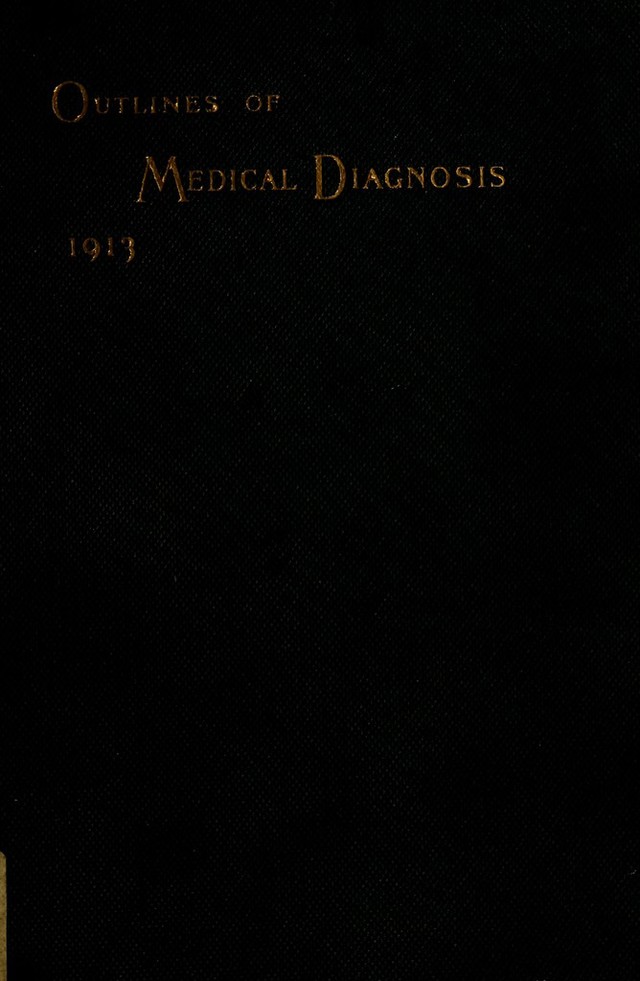 OUTLINES OF
MEDICAL DIAGNOSIS
1913